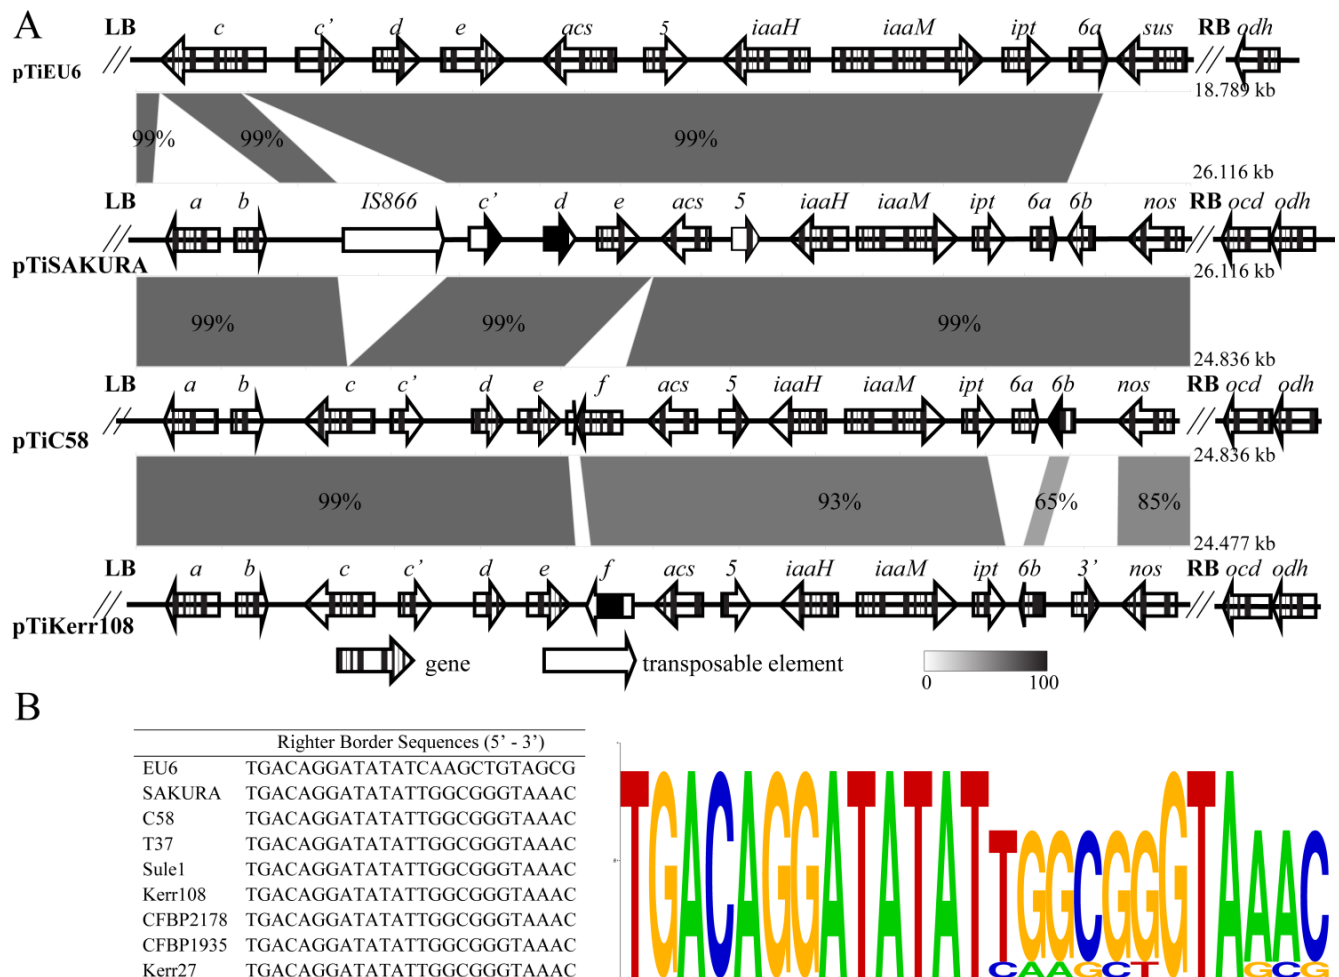 A
LB c c’ d e acs 5 iaaH iaaM ipt 6a sus RB odh
pTiEU6
18.789 kb
99% 99% 99%
26.116 kb
LB a b IS866 c’ d e acs 5 iaaH iaaM ipt 6a 6b nos RB ocd odh
pTiSAKURA
26.116 kb
99% 99% 99%
24.836 kb
LB a b c c’ d e f acs 5 iaaH iaaM ipt 6a 6b nos RB ocd odh
pTiC58
24.836 kb
99% 93% 65% 85%
24.477 kb
LB a b c c’ d e f acs 5 iaaH iaaM ipt 6b 3’ nos RB ocd odh
pTiKerr108
gene transposable element
0 100
B
Righter Border Sequences (5’ - 3’)
EU6 TGACAGGATATATCAAGCTGTAGCG
SAKURA TGACAGGATATATTGGCGGGTAAAC
C58 TGACAGGATATATTGGCGGGTAAAC
T37 TGACAGGATATATTGGCGGGTAAAC
Sule1 TGACAGGATATATTGGCGGGTAAAC
Kerr108 TGACAGGATATATTGGCGGGTAAAC
CFBP2178 TGACAGGATATATTGGCGGGTAAAC
CFBP1935 TGACAGGATATATTGGCGGGTAAAC
Kerr27 TGACAGGATATATTGGCGGGTAAAC
TGACAGGATATATTGGCGGGTAAAC
CAAGCT GCG